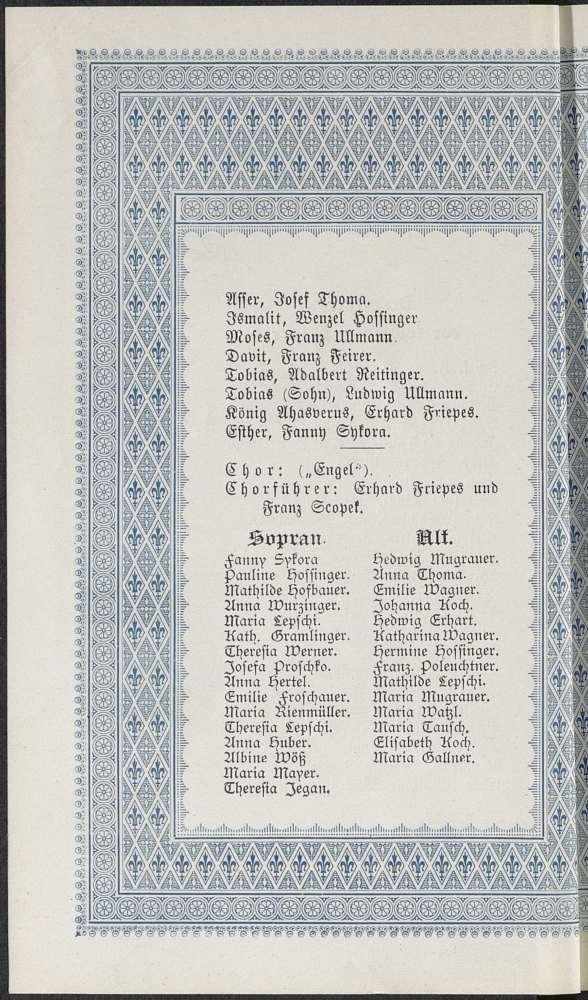 Asser, Josef Thoma.
Ismalit, Wenzel Hossinger
Moses, Franz Ullmann.
Davit, Franz Feirer.
Tobias, Adalbert Reitinger.
Tobias (Sohn), Ludwig Ullmann.
König Ahasverus, Erhard Friepes.
Esther, Fanny Sykora.
Chor: („Engel“).
Chorführer: Erhard Friepes und
Franz Scopek.
Sopran.
Fanny Sykora
Pauline Hossinger.
Mathilde Hofbauer.
Anna Wurzinger.
Maria Lepschi.
Kath. Gramlinger.
Theresia Werner.
Josefa Proschko.
Anna Hertel.
Emilie Froschauer.
Maria Rienmüller.
Theresia Lepschi.
Anna Huber.
Albine Wöß
Maria Mayer.
Theresia Jegan.
Alt.
Hedwig Mugrauer.
Anna Thoma.
Emilie Wagner.
Johanna Koch.
Hedwig Erhart.
Katharina Wagner.
Hermine Hossinger.
Franz. Poleuchtner.
Mathilde Lepschi.
Maria Mugrauer.
Maria Watzl.
Maria Tausch.
Elisabeth Koch.
Maria Gallner.